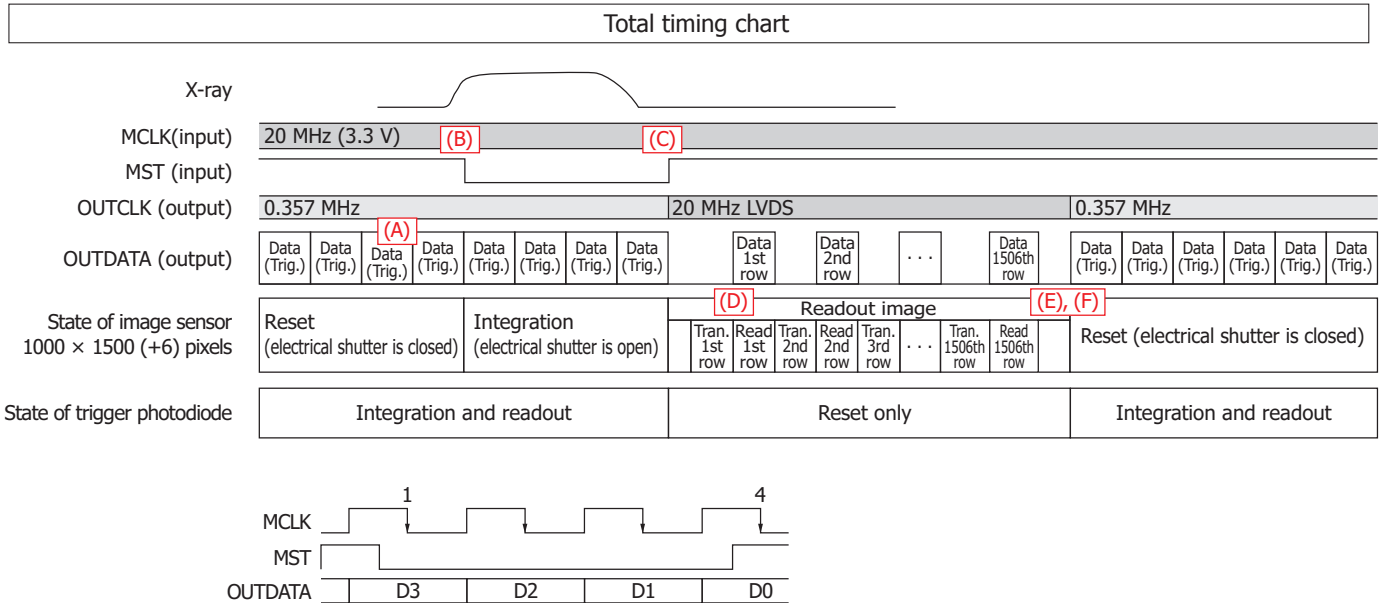 Total timing chart
X-ray
MCLK(input) 20 MHz (3.3 V) (B) (C)
MST (input)
OUTCLK (output) 0.357 MHz 20 MHz LVDS 0.357 MHz
(A)
OUTDATA (output)
Data (Trig.) Data (Trig.) Data (Trig.) Data (Trig.) Data (Trig.) Data (Trig.) Data (Trig.) Data (Trig.)
Data 1st row Data 2nd row · · · Data 1506th row
Data (Trig.) Data (Trig.) Data (Trig.) Data (Trig.) Data (Trig.) Data (Trig.)
(D) (E), (F)
State of image sensor
1000 × 1500 (+6) pixels
Reset
(electrical shutter is closed)
Integration
(electrical shutter is open)
Readout image
Tran. 1st row Read 1st row Tran. 2nd row Read 2nd row Tran. 3rd row · · · Tran. 1506th row Read 1506th row
Reset (electrical shutter is closed)
State of trigger photodiode Integration and readout Reset only Integration and readout
1 4
MCLK
MST
OUTDATA D3 D2 D1 D0